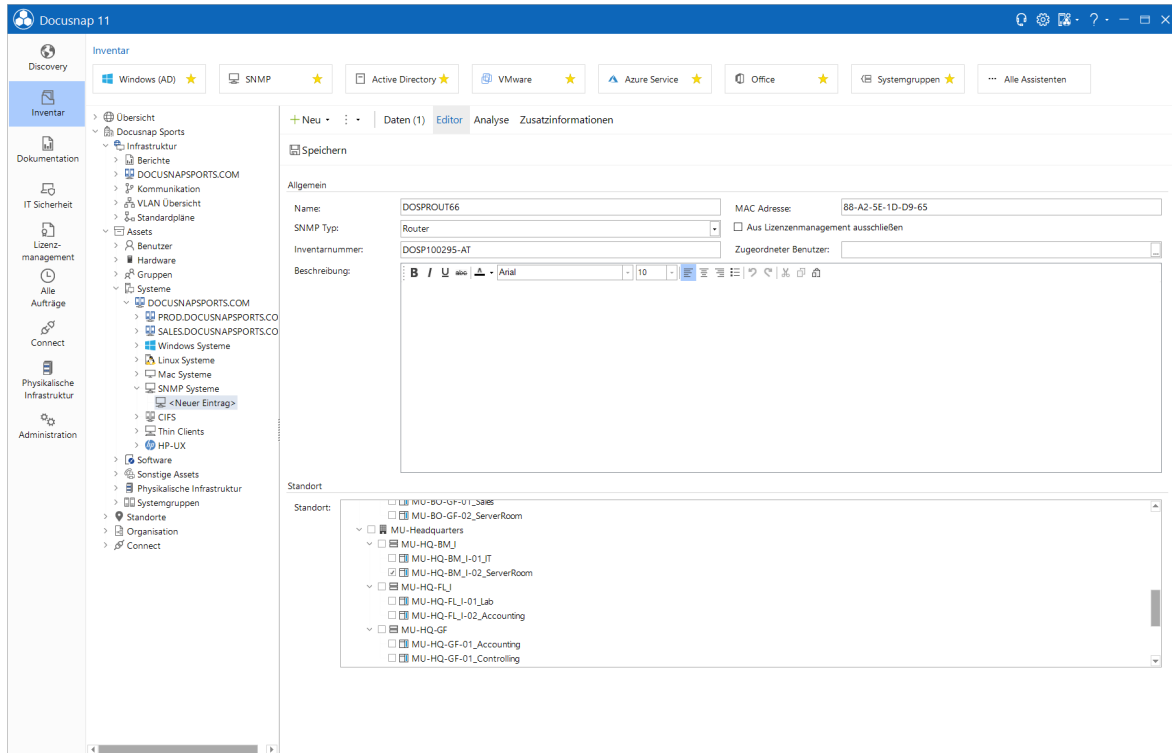 Docusnap 11
Discovery
Inventar
Dokumentation
IT Sicherheit
Lizenz-
management
Alle
Aufträge
Connect
Physikalische
Infrastruktur
Administration
Inventar
Windows (AD)
SNMP
Active Directory
VMware
Azure Service
Office
Systemgruppen
Alle Assistenten
Übersicht
Docusnap Sports
Infrastruktur
Berichte
DOCUSNAPSPORTS.COM
Kommunikation
VLAN Übersicht
Standardpläne
Assets
Benutzer
Hardware
Gruppen
Systeme
DOCUSNAPSPORTS.COM
PROD.DOCUSNAPSPORTS.CO
SALES.DOCUSNAPSPORTS.CO
Windows Systeme
Linux Systeme
Mac Systeme
SNMP Systeme
<Neuer Eintrag>
CIFS
Thin Clients
HP-UX
Software
Sonstige Assets
Physikalische Infrastruktur
Systemgruppen
Standorte
Organisation
Connect
Neu Daten (1) Editor Analyse Zusatzinformationen
Speichern
Allgemein
Name: DOSPROUT66 MAC Adresse: 88-A2-5E-1D-D9-65
SNMP Typ: Router Aus Lizenzenmanagement ausschließen
Inventarnummer: DOSP100295-AT Zugeordneter Benutzer:
Beschreibung: B I U abc A Arial 10
Standort
Standort: MU-BO-GF-01_Sales
MU-BO-GF-02_ServerRoom
MU-Headquarters
MU-HQ-BM_I
MU-HQ-BM_I-01_IT
MU-HQ-BM_I-02_ServerRoom
MU-HQ-FL_I
MU-HQ-FL_I-01_Lab
MU-HQ-FL_I-02_Accounting
MU-HQ-GF
MU-HQ-GF-01_Accounting
MU-HQ-GF-01_Controlling